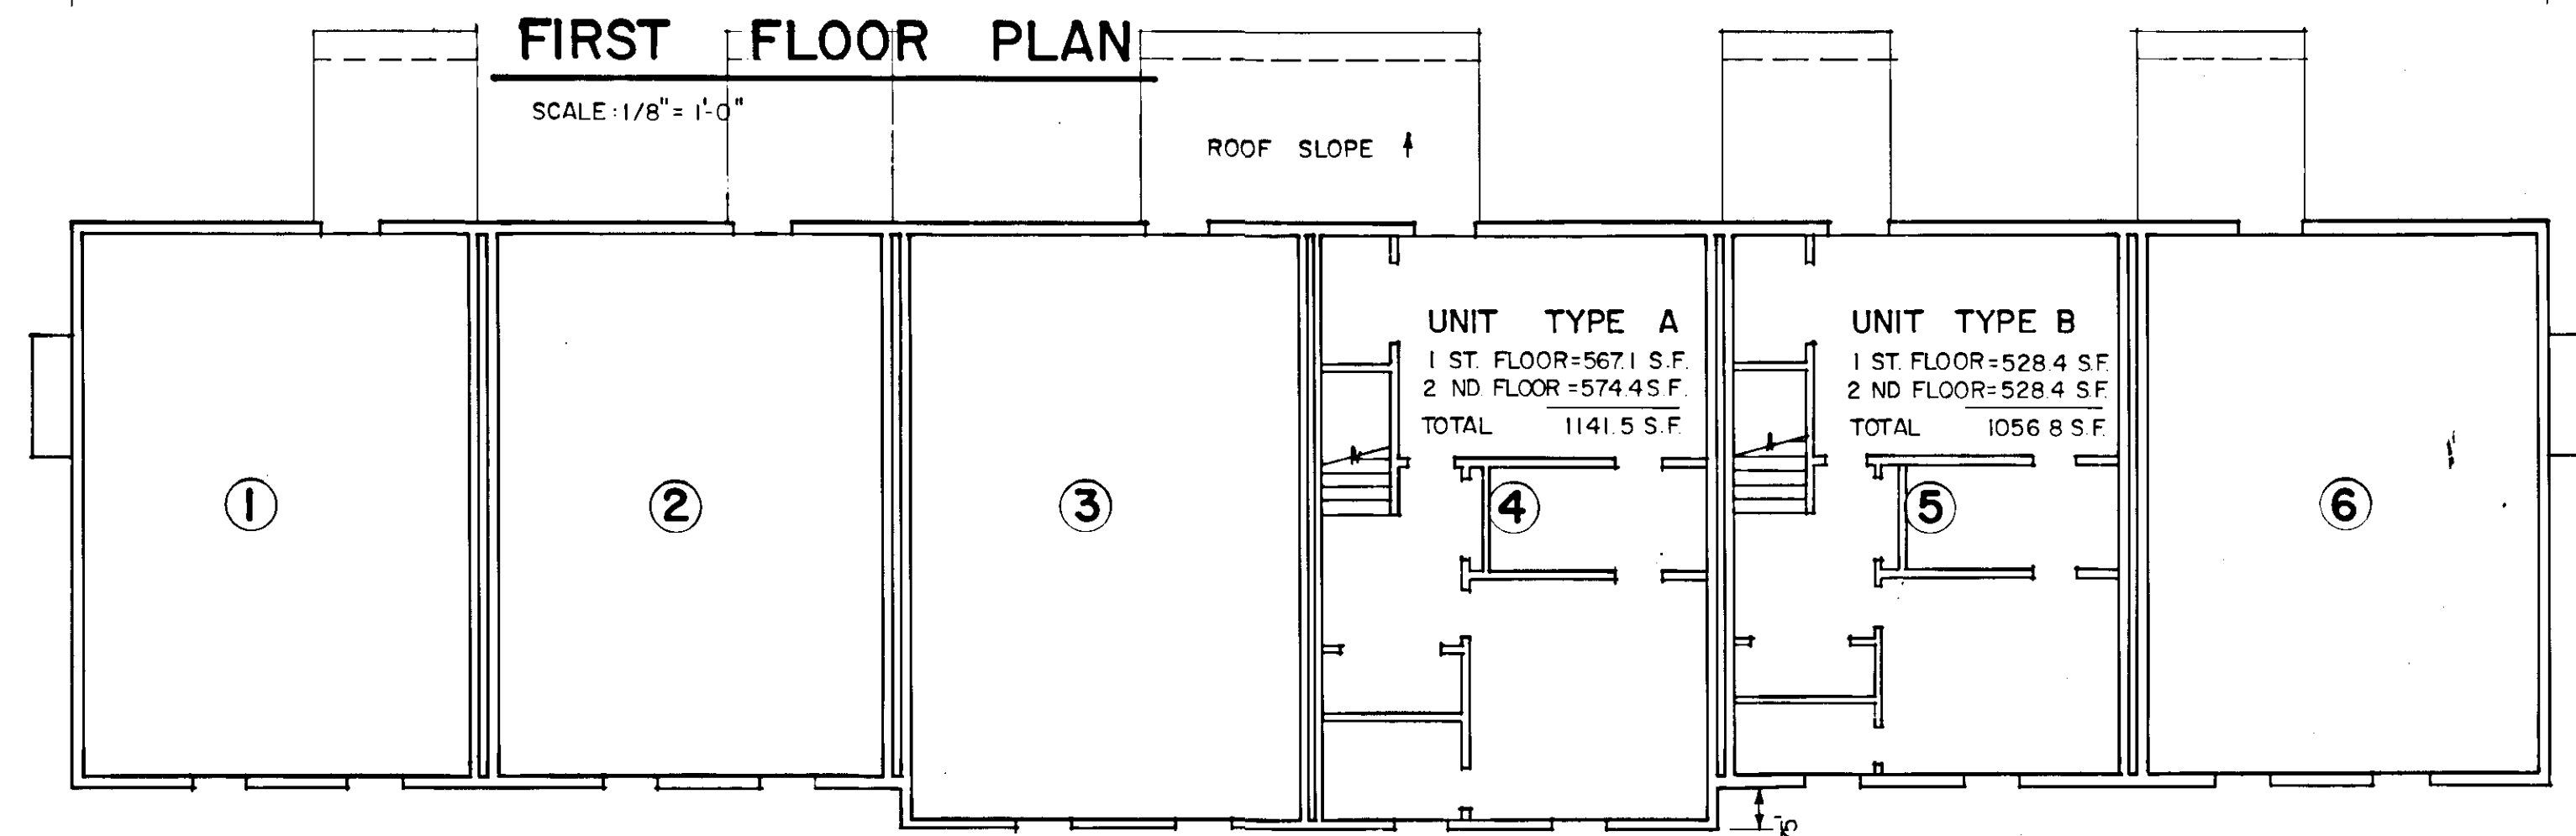 FIRST FLOOR PLAN
SCALE: 1/8" = 1'-0"
ROOF SLOPE
UNIT TYPE A
1 ST. FLOOR=567.1 S.F.
2 ND. FLOOR =574.4 S.F.
TOTAL 1141.5 S.F.
UNIT TYPE B
1 ST. FLOOR=528.4 S.F.
2 ND FLOOR=528.4 S.F.
TOTAL 1056 8 S.F.
1
2
3
4
5
6